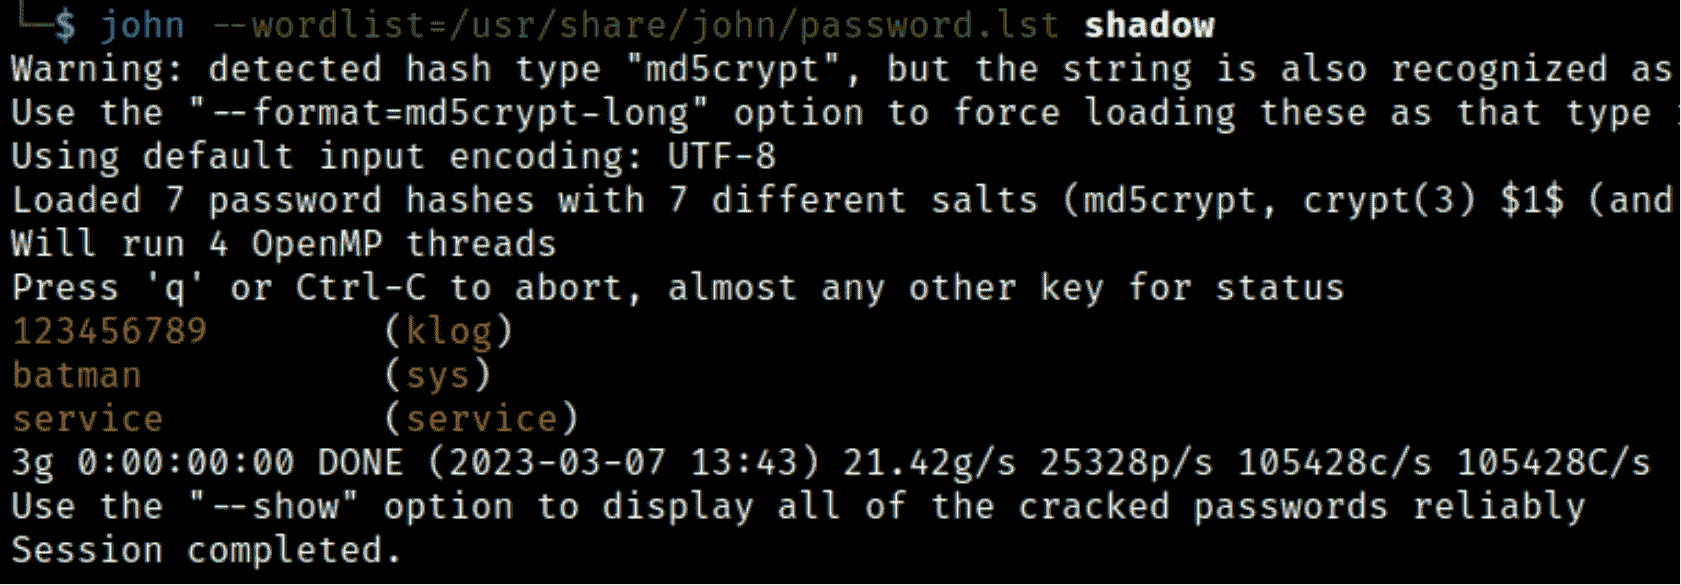 └─$ john --wordlist=/usr/share/john/password.lst shadow
Warning: detected hash type "md5crypt", but the string is also recognized as
Use the "--format=md5crypt-long" option to force loading these as that type
Using default input encoding: UTF-8
Loaded 7 password hashes with 7 different salts (md5crypt, crypt(3) $1$ (and
Will run 4 OpenMP threads
Press 'q' or Ctrl-C to abort, almost any other key for status
123456789 (klog)
batman (sys)
service (service)
3g 0:00:00:00 DONE (2023-03-07 13:43) 21.42g/s 25328p/s 105428c/s 105428C/s
Use the "--show" option to display all of the cracked passwords reliably
Session completed.